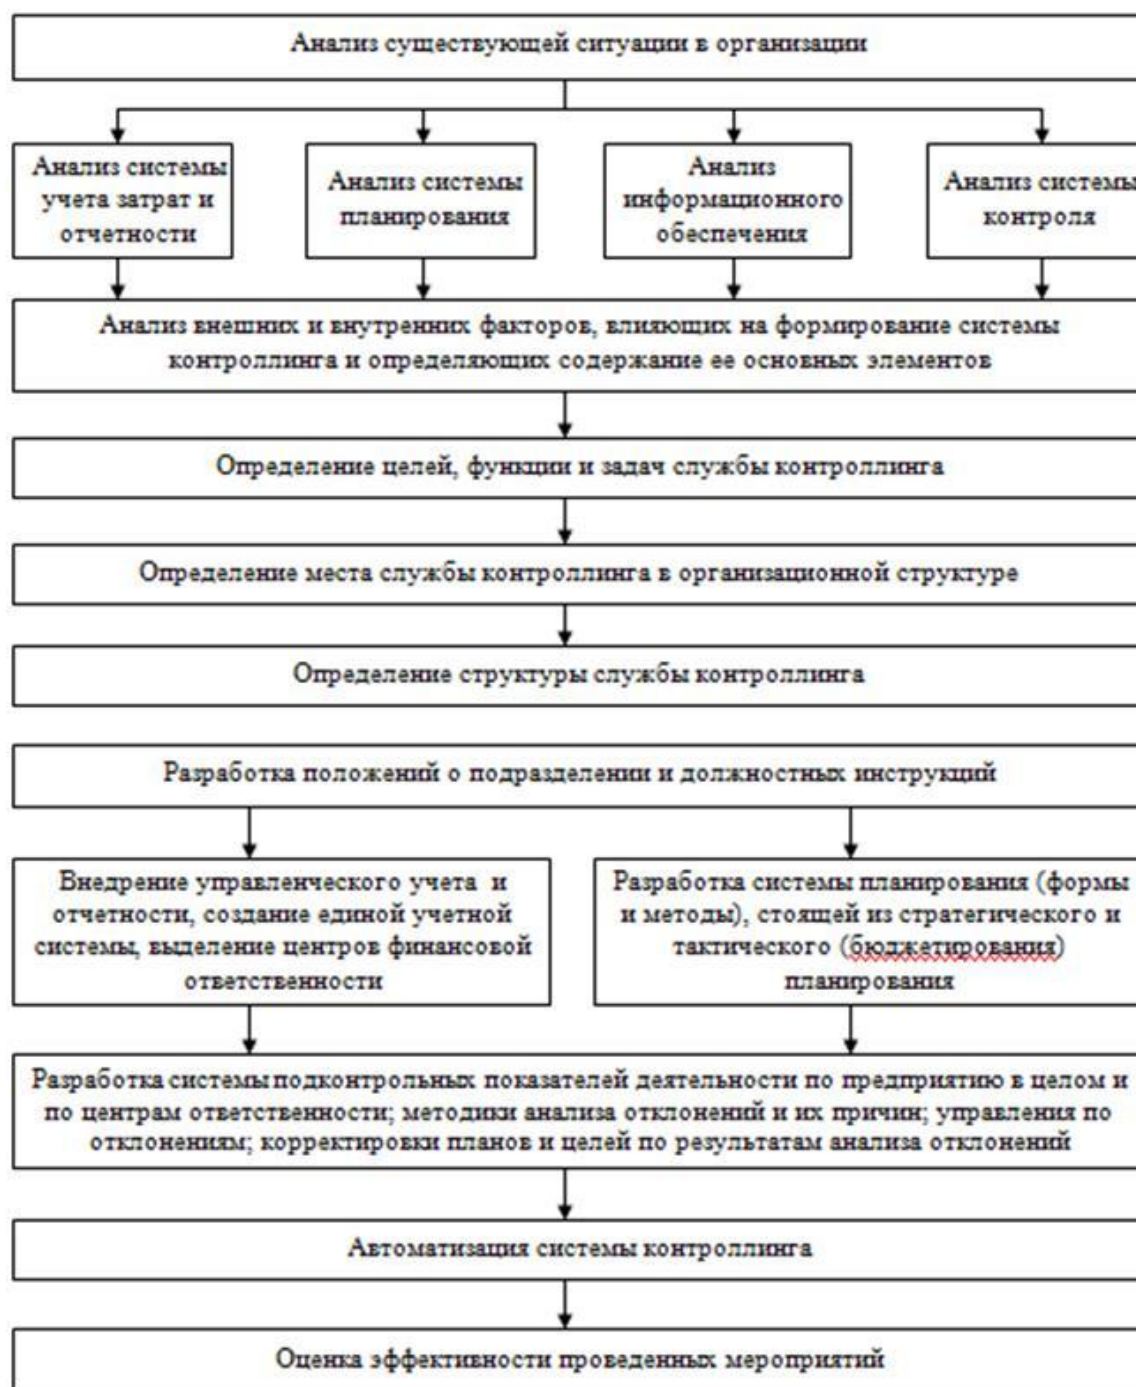 Анализ существующей ситуации в организации
Анализ системы
учета затрат и
отчетности
Анализ системы
планирования
Анализ
информационного
обеспечения
Анализ системы
контроля
Анализ внешних и внутренних факторов, влияющих на формирование системы
контроллинга и определяющих содержание ее основных элементов
Определение целей, функции и задач службы контроллинга
Определение места службы контроллинга в организационной структуре
Определение структуры службы контроллинга
Разработка положений о подразделении и должностных инструкций
Внедрение управленческого учета и
отчетности, создание единой учетной
системы, выделение центров финансовой
ответственности
Разработка системы планирования (формы
и методы), стоящей из стратегического и
тактического (бюджетирования)
планирования
Разработка системы подконтрольных показателей деятельности по предприятию в целом и
по центрам ответственности; методики анализа отклонений и их причин; управления по
отклонениям; корректировки планов и целей по результатам анализа отклонений
Автоматизация системы контроллинга
Оценка эффективности проведенных мероприятий